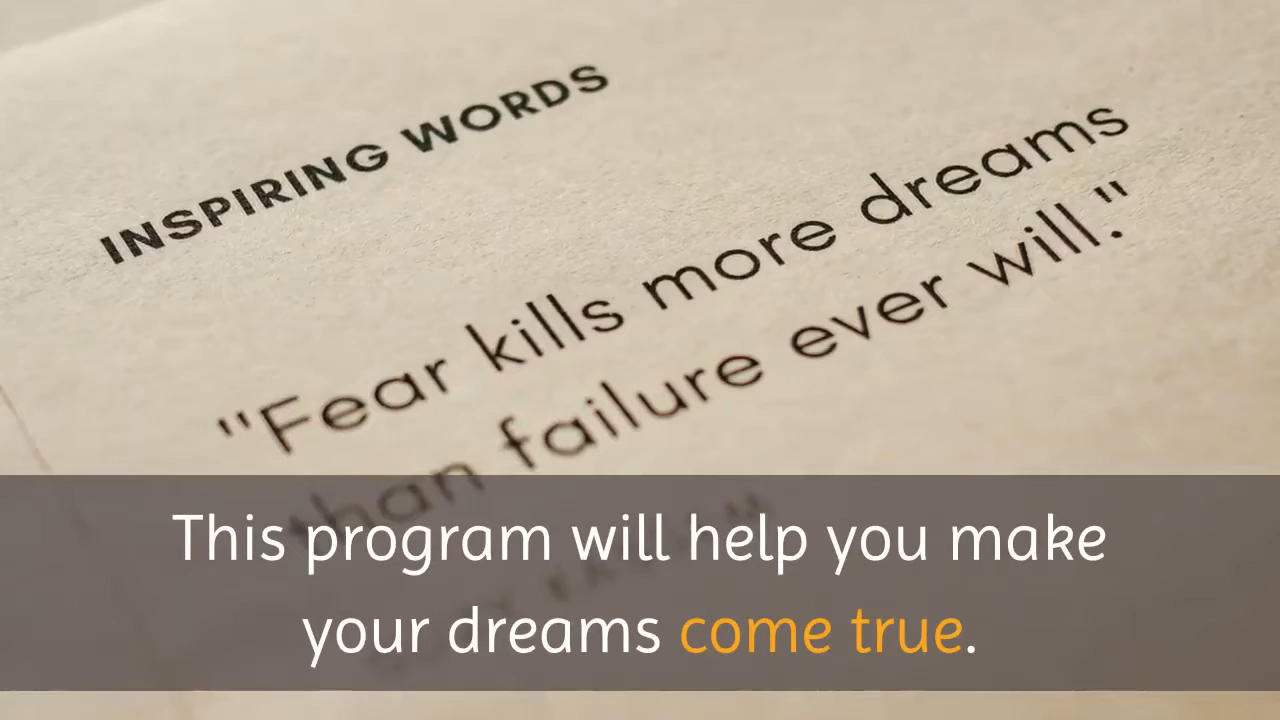 INSPIRING WORDS
"Fear kills more dreams
than failure ever will."
This program will help you make
your dreams come true.